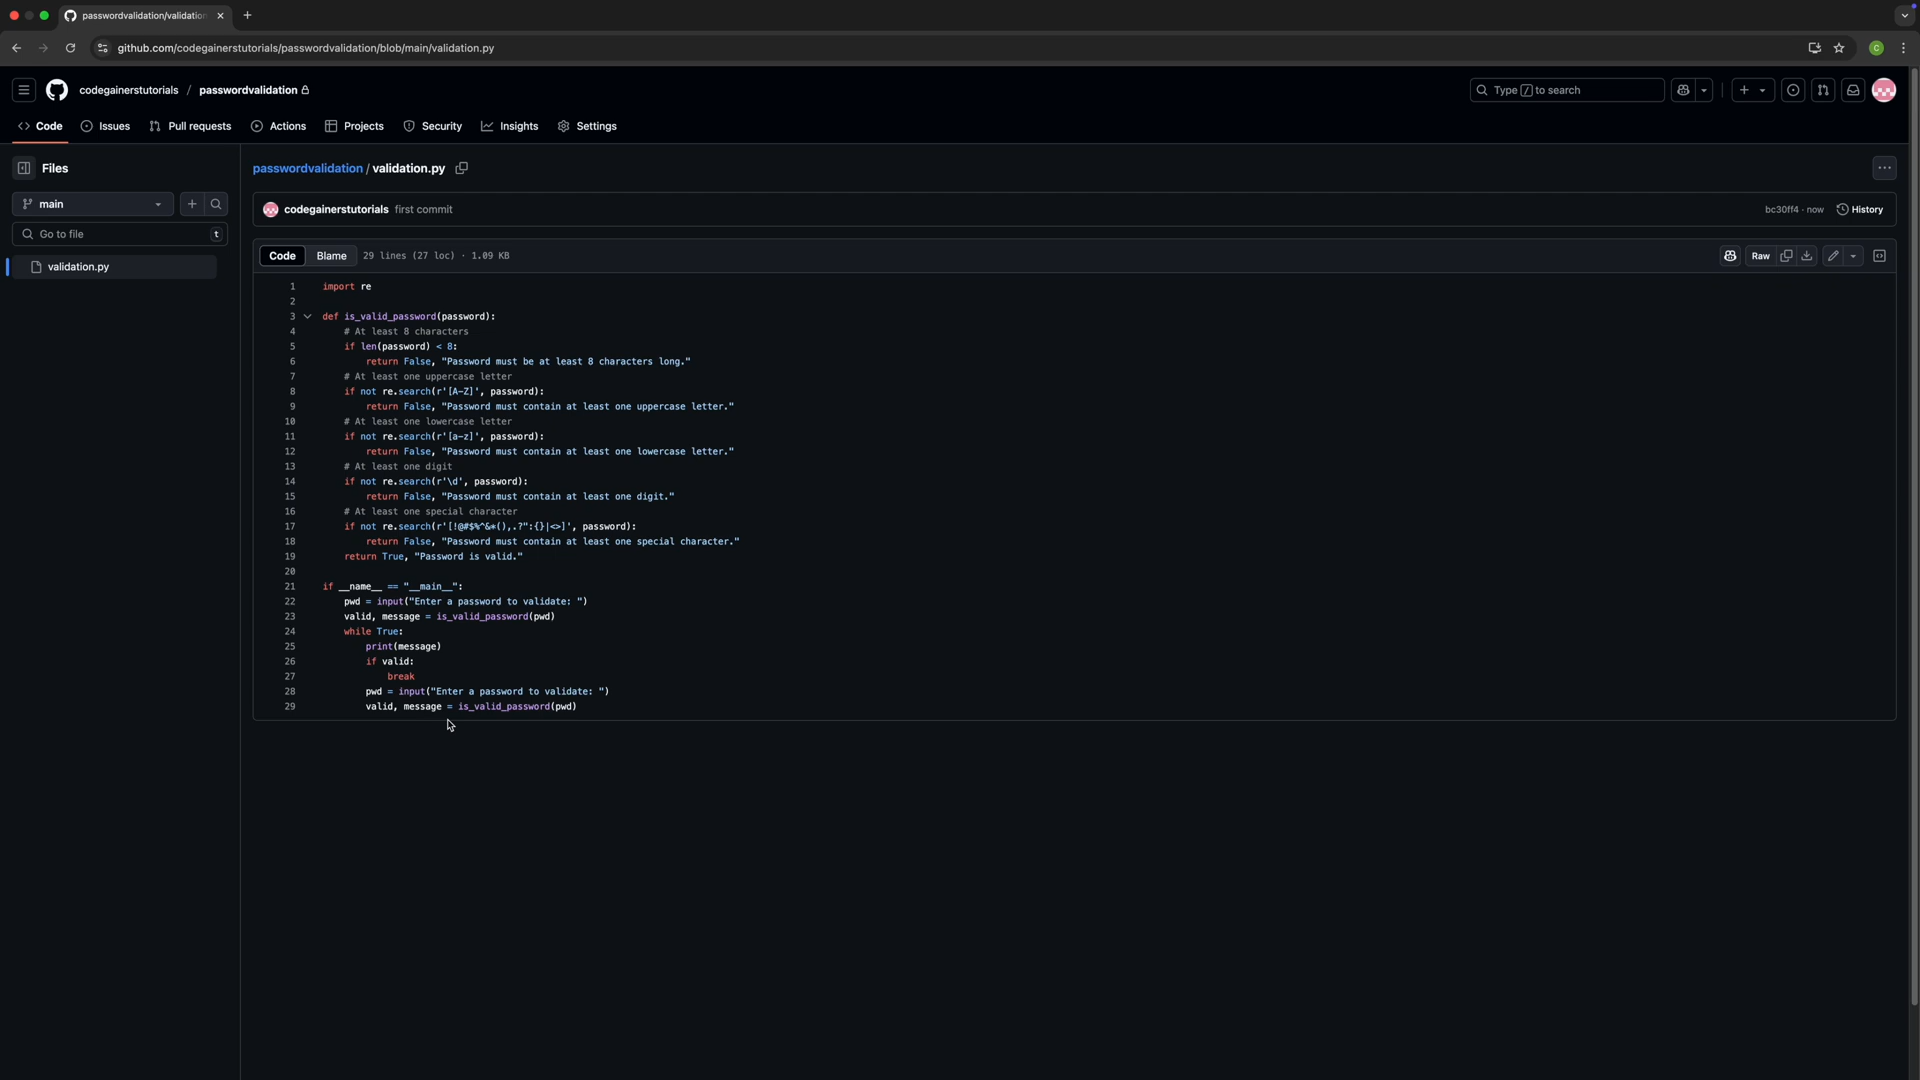 passwordvalidation/validation
github.com/codegainerstutorials/passwordvalidation/blob/main/validation.py
C
codegainerstutorials / passwordvalidation
Type / to search
Code
Issues
Pull requests
Actions
Projects
Security
Insights
Settings
Files
passwordvalidation / validation.py
main
codegainerstutorials first commit
bc30ff4 · now
History
Go to file
t
validation.py
Code
Blame
29 lines (27 loc) · 1.09 KB
Raw
1 import re
2
3 def is_valid_password(password):
4 # At least 8 characters
5 if len(password) < 8:
6 return False, "Password must be at least 8 characters long."
7 # At least one uppercase letter
8 if not re.search(r'[A-Z]', password):
9 return False, "Password must contain at least one uppercase letter."
10 # At least one lowercase letter
11 if not re.search(r'[a-z]', password):
12 return False, "Password must contain at least one lowercase letter."
13 # At least one digit
14 if not re.search(r'\d', password):
15 return False, "Password must contain at least one digit."
16 # At least one special character
17 if not re.search(r'[!@#$%^&*(),.?":{}|<>]', password):
18 return False, "Password must contain at least one special character."
19 return True, "Password is valid."
20
21 if __name__ == "__main__":
22 pwd = input("Enter a password to validate: ")
23 valid, message = is_valid_password(pwd)
24 while True:
25 print(message)
26 if valid:
27 break
28 pwd = input("Enter a password to validate: ")
29 valid, message = is_valid_password(pwd)